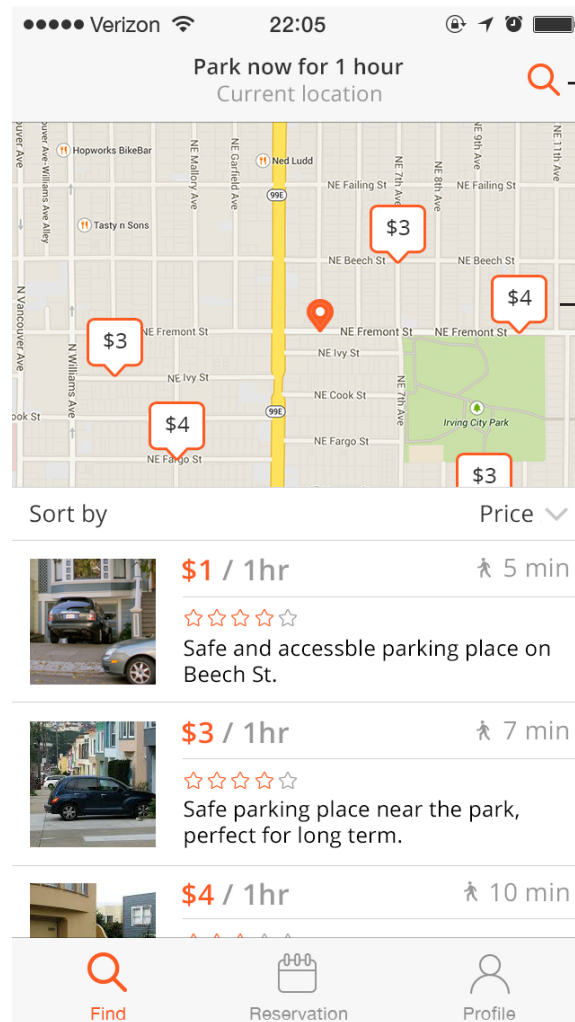 Verizon 22:05
Park now for 1 hour
Current location
Hopworks BikeBar
Ned Ludd
Tasty n Sons
NE Mallory Ave
NE Garfield Ave
NE 7th Ave
NE 8th Ave
NE 9th Ave
NE 11th Ave
NE Failing St
NE Failing St
99E
$3
NE Beech St
NE Beech St
$4
N Vancouver Ave
NE Fremont St
NE Fremont St
NE Fremont St
$3
NE Ivy St
NE Ivy St
N Williams Ave
NE Cook St
NE 7th Ave
99E
$4
Irving City Park
NE Fargo St
NE Fargo St
$3
Sort by Price
$1 / 1hr 5 min
Safe and accessble parking place on
Beech St.
$3 / 1hr 7 min
Safe parking place near the park,
perfect for long term.
$4 / 1hr 10 min
Find Reservation Profile